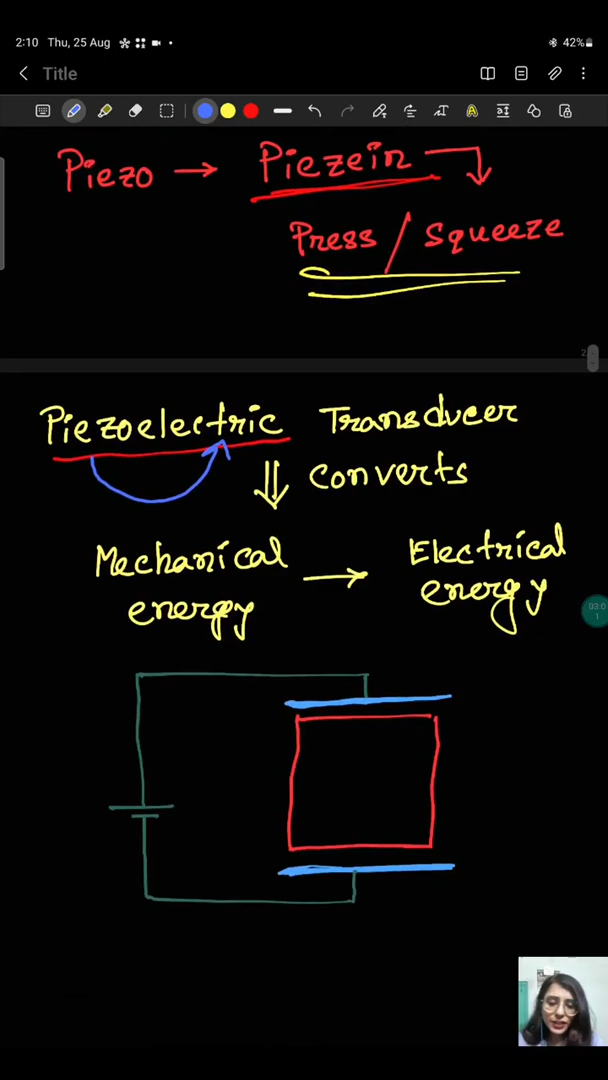 2:10 Thu, 25 Aug 42%
Title
Piezo → Piezein
Press / Squeeze
Piezoelectric Transducer
⇓ converts
Mechanical energy → Electrical energy